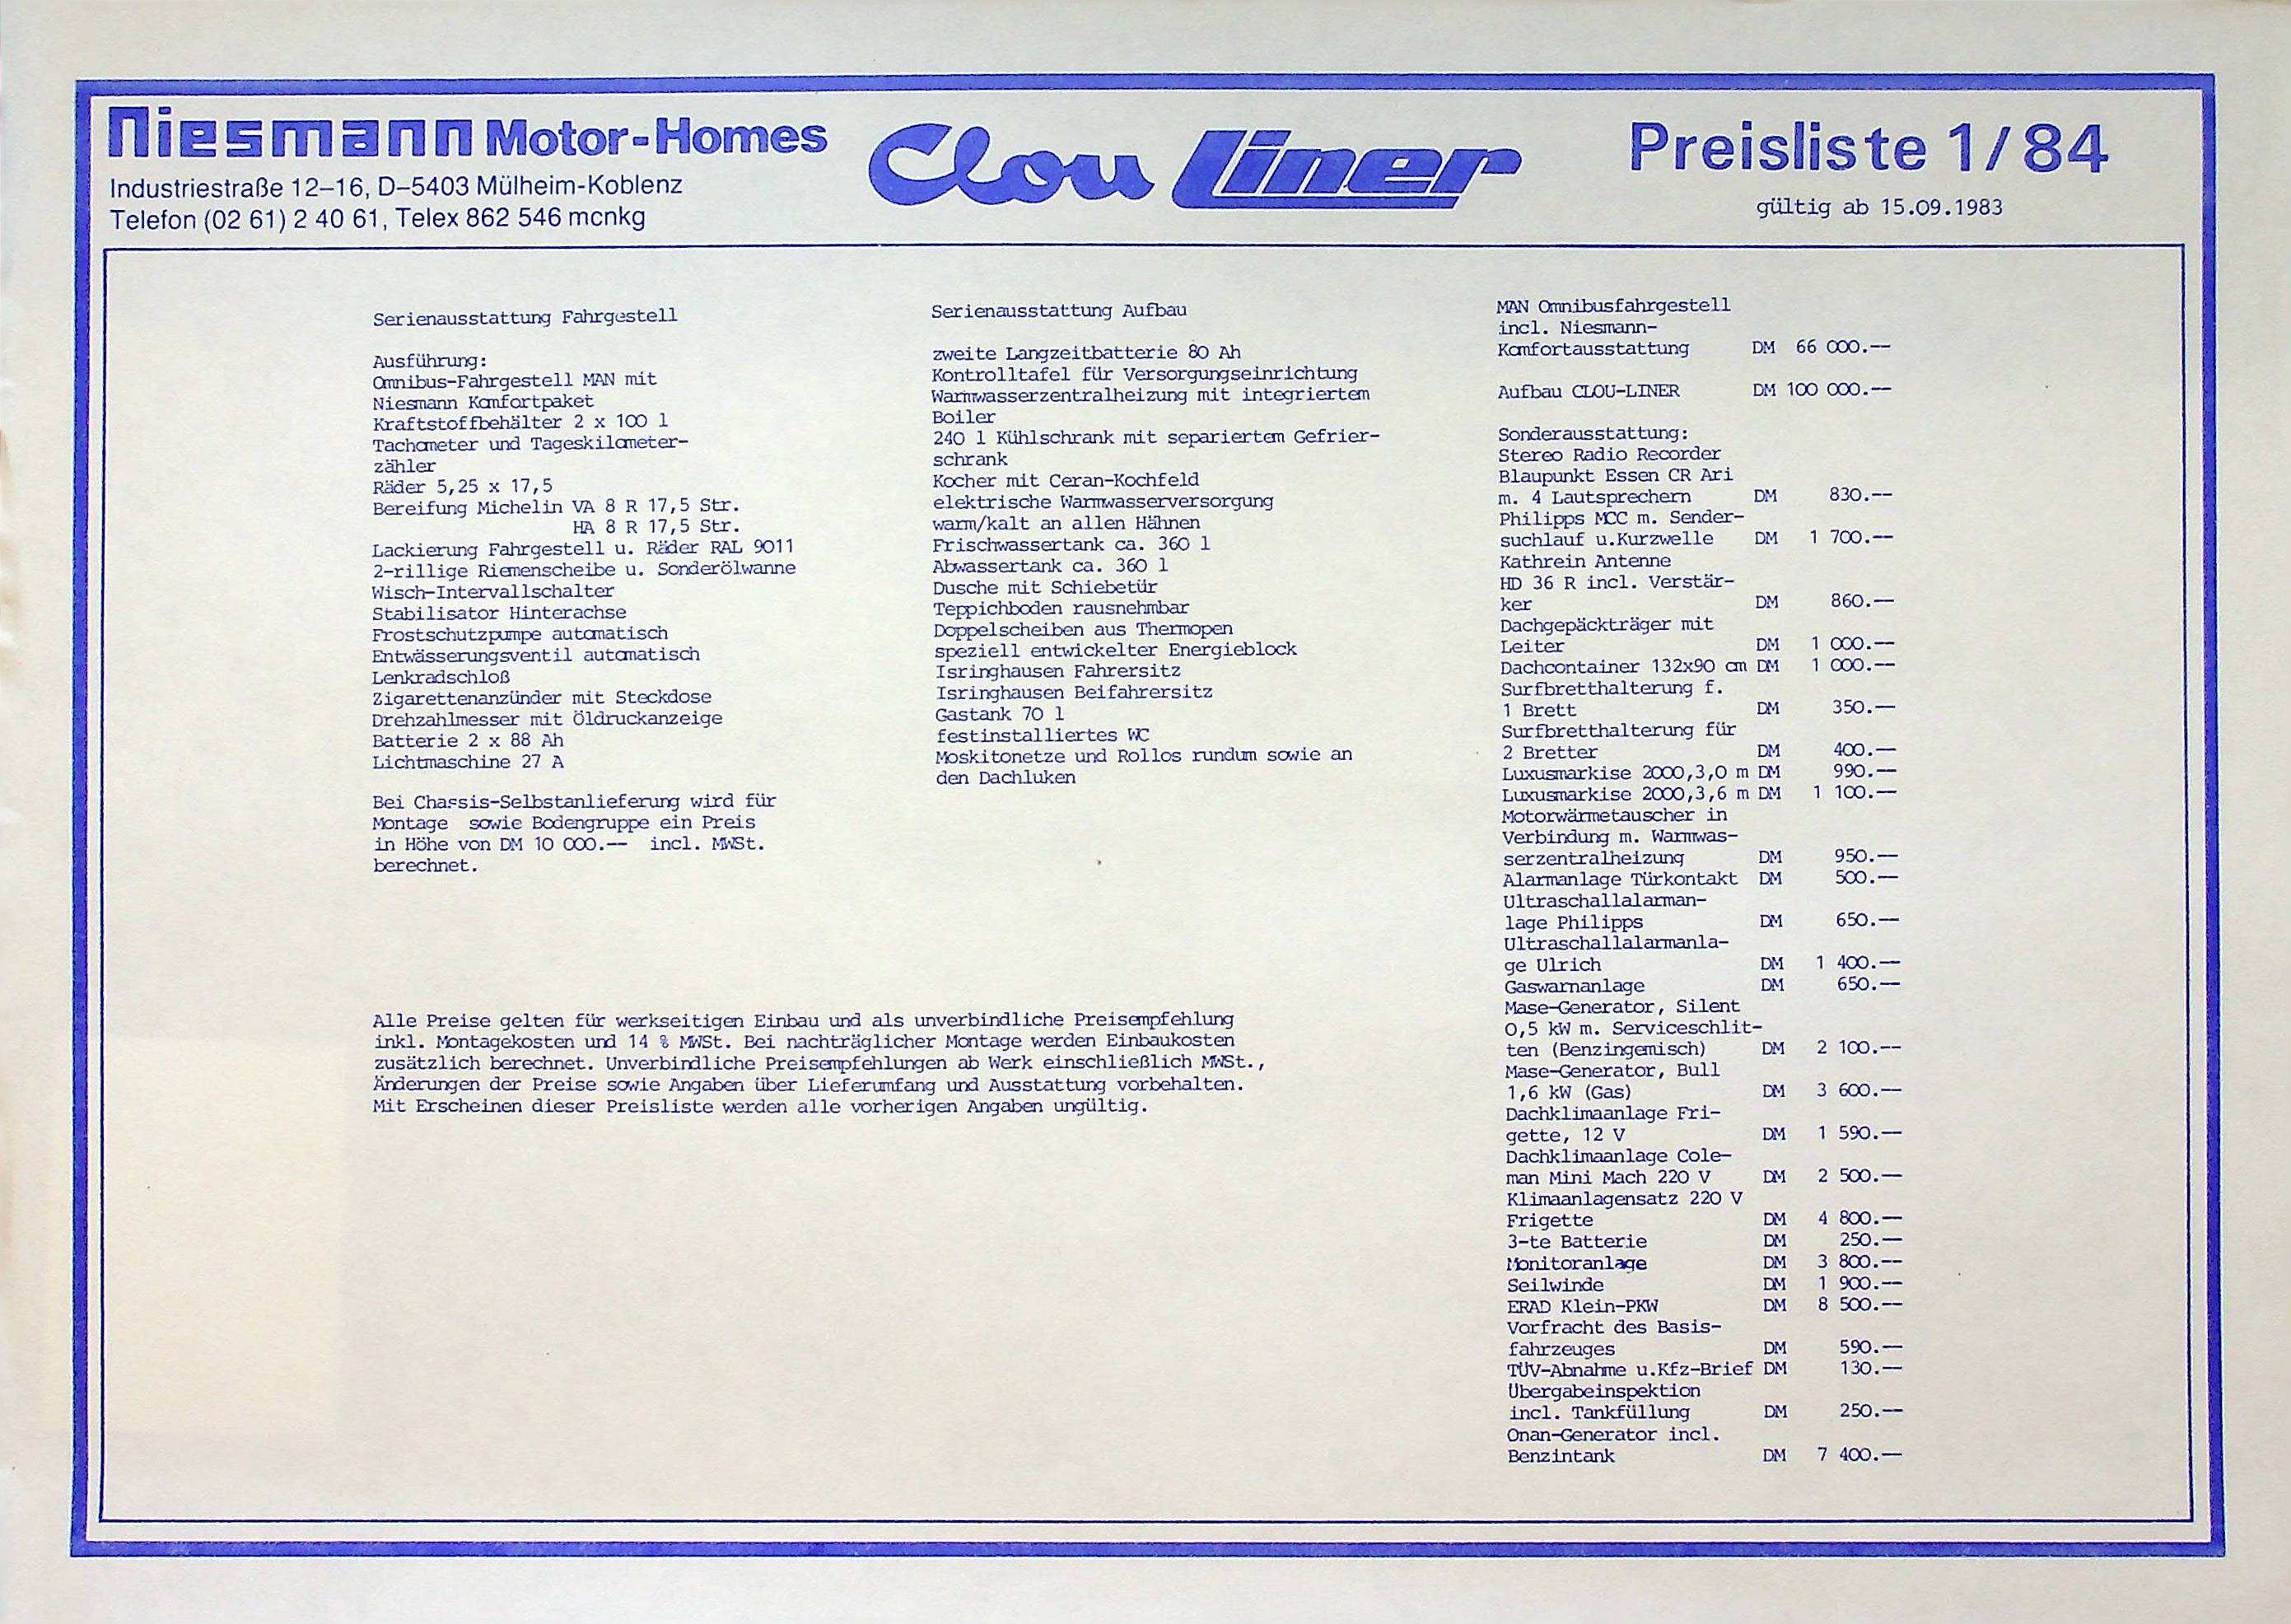 Niesmann Motor-Homes
Industriestraße 12–16, D–5403 Mülheim-Koblenz
Telefon (02 61) 2 40 61, Telex 862 546 mcnkg
Clou Liner
Preisliste 1/84
gültig ab 15.09.1983
Serienausstattung Fahrgestell
Ausführung:
Omnibus-Fahrgestell MAN mit
Niesmann Komfortpaket
Kraftstoffbehälter 2 x 100 l
Tachometer und Tageskilometer-
zähler
Räder 5,25 x 17,5
Bereifung Michelin VA 8 R 17,5 Str.
HA 8 R 17,5 Str.
Lackierung Fahrgestell u. Räder RAL 9011
2-rillige Riemenscheibe u. Sonderölwanne
Wisch-Intervallschalter
Stabilisator Hinterachse
Frostschutzpumpe automatisch
Entwässerungsventil automatisch
Lenkradschloß
Zigarettenanzünder mit Steckdose
Drehzahlmesser mit Öldruckanzeige
Batterie 2 x 88 Ah
Lichtmaschine 27 A
Bei Chassis-Selbstanlieferung wird für
Montage sowie Bodengruppe ein Preis
in Höhe von DM 10 000.-- incl. MWSt.
berechnet.
Serienausstattung Aufbau
zweite Langzeitbatterie 80 Ah
Kontrolltafel für Versorgungseinrichtung
Warmwasserzentralheizung mit integriertem
Boiler
240 l Kühlschrank mit separiertem Gefrier-
schrank
Kocher mit Ceran-Kochfeld
elektrische Warmwasserversorgung
warm/kalt an allen Hähnen
Frischwassertank ca. 360 l
Abwassertank ca. 360 l
Dusche mit Schiebetür
Teppichboden rausnehmbar
Doppelscheiben aus Thermopen
speziell entwickelter Energieblock
Isringhausen Fahrersitz
Isringhausen Beifahrersitz
Gastank 70 l
festinstalliertes WC
Moskitonetze und Rollos rundum sowie an
den Dachluken
Alle Preise gelten für werkseitigen Einbau und als unverbindliche Preisempfehlung
inkl. Montagekosten und 14 % MWSt. Bei nachträglicher Montage werden Einbaukosten
zusätzlich berechnet. Unverbindliche Preisempfehlungen ab Werk einschließlich MWSt.,
Änderungen der Preise sowie Angaben über Lieferumfang und Ausstattung vorbehalten.
Mit Erscheinen dieser Preisliste werden alle vorherigen Angaben ungültig.
MAN Omnibusfahrgestell
incl. Niesmann-
Komfortausstattung DM 66 000.--
Aufbau CLOU-LINER DM 100 000.--
Sonderausstattung:
Stereo Radio Recorder
Blaupunkt Essen CR Ari
m. 4 Lautsprechern DM 830.--
Philipps MCC m. Sender-
suchlauf u.Kurzwelle DM 1 700.--
Kathrein Antenne
HD 36 R incl. Verstär-
ker DM 860.--
Dachgepäckträger mit
Leiter DM 1 000.--
Dachcontainer 132x90 cm DM 1 000.--
Surfbretthalterung f.
1 Brett DM 350.--
Surfbretthalterung für
2 Bretter DM 400.--
Luxusmarkise 2000,3,0 m DM 990.--
Luxusmarkise 2000,3,6 m DM 1 100.--
Motorwärmetauscher in
Verbindung m. Warmwas-
serzentralheizung DM 950.--
Alarmanlage Türkontakt DM 500.--
Ultraschallalarman-
lage Philipps DM 650.--
Ultraschallalarmanla-
ge Ulrich DM 1 400.--
Gaswarnanlage DM 650.--
Mase-Generator, Silent
0,5 kW m. Serviceschlit-
ten (Benzingemisch) DM 2 100.--
Mase-Generator, Bull
1,6 kW (Gas) DM 3 600.--
Dachklimaanlage Fri-
gette, 12 V DM 1 590.--
Dachklimaanlage Cole-
man Mini Mach 220 V DM 2 500.--
Klimaanlagensatz 220 V
Frigette DM 4 800.--
3-te Batterie DM 250.--
Monitoranlage DM 3 800.--
Seilwinde DM 1 900.--
ERAD Klein-PKW DM 8 500.--
Vorfracht des Basis-
fahrzeuges DM 590.--
TÜV-Abnahme u.Kfz-Brief DM 130.--
Übergabeinspektion
incl. Tankfüllung DM 250.--
Onan-Generator incl.
Benzintank DM 7 400.--